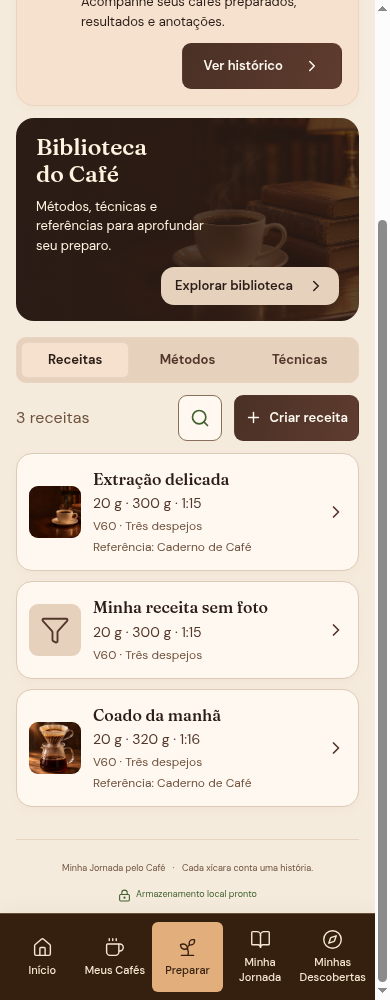 Acompanhe seus cafés preparados,
resultados e anotações.
Ver histórico
Biblioteca
do Café
Métodos, técnicas e
referências para aprofundar
seu preparo.
Explorar biblioteca
Receitas
Métodos
Técnicas
3 receitas
Criar receita
Extração delicada
20 g · 300 g · 1:15
V60 · Três despejos
Referência: Caderno de Café
Minha receita sem foto
20 g · 300 g · 1:15
V60 · Três despejos
Coado da manhã
20 g · 320 g · 1:16
V60 · Três despejos
Referência: Caderno de Café
Minha Jornada pelo Café · Cada xícara conta uma história.
Armazenamento local pronto
Início
Meus Cafés
Preparar
Minha
Jornada
Minhas
Descobertas